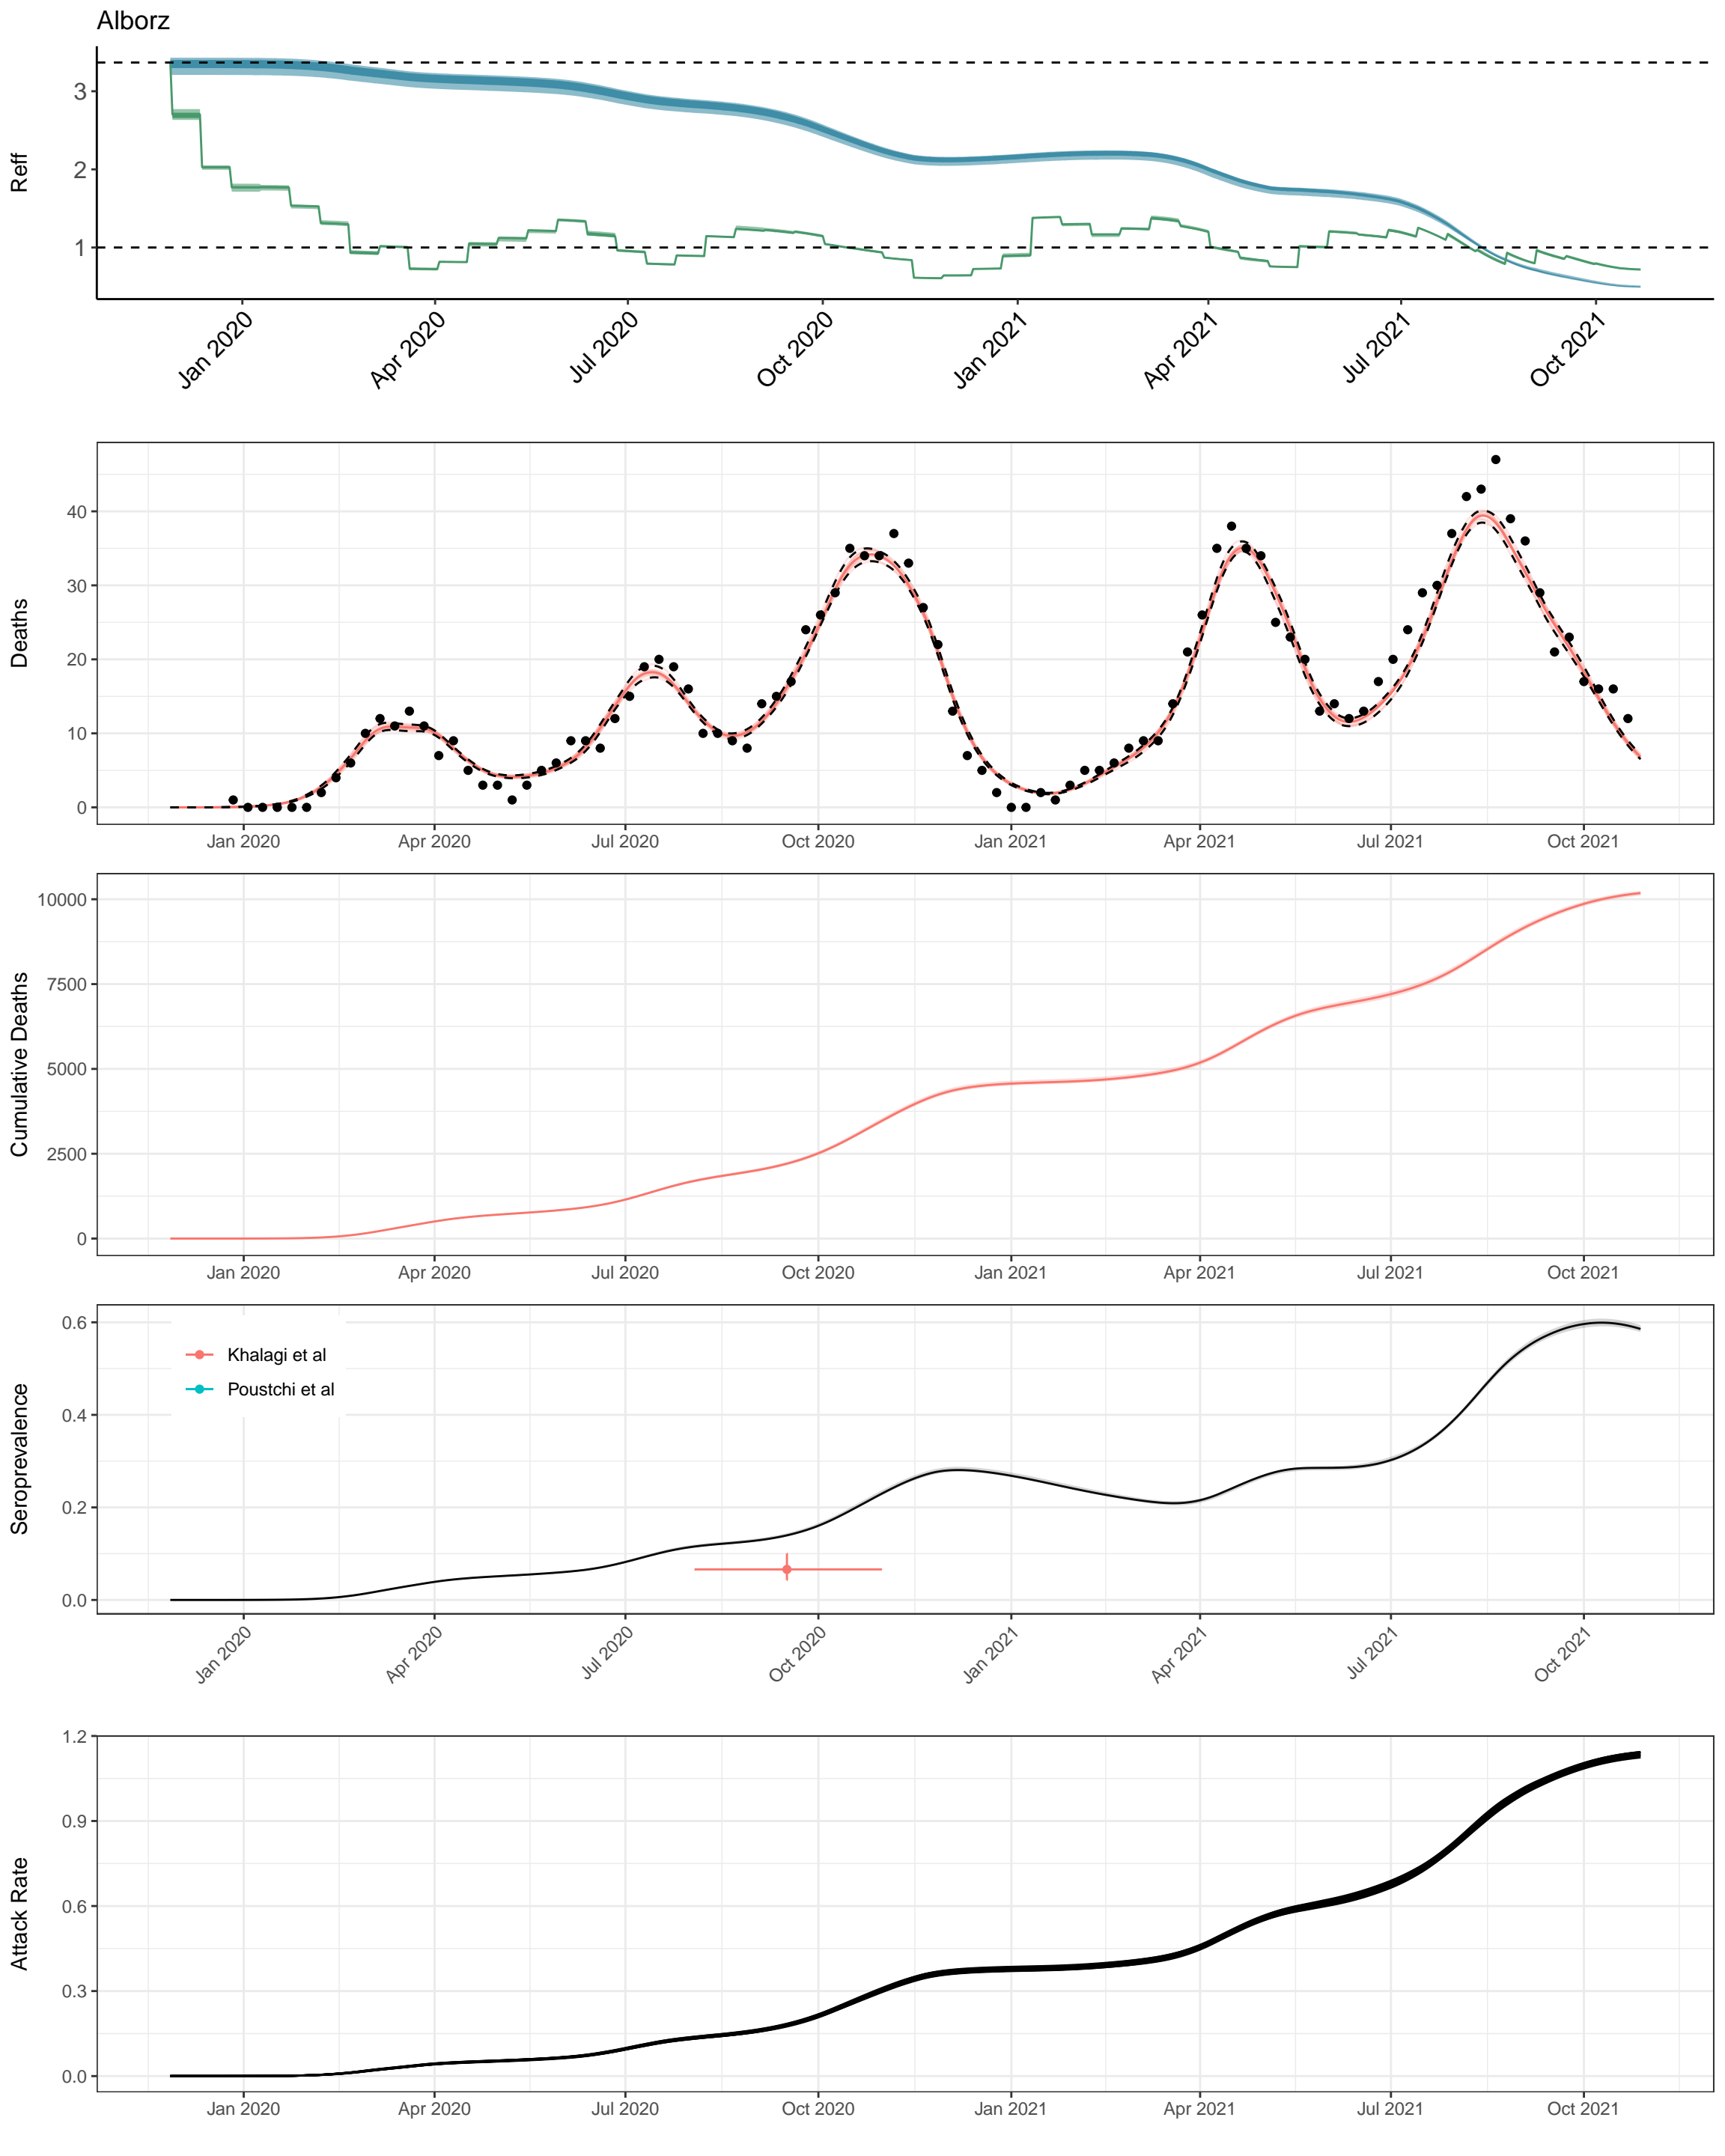 Alborz
Reff
3
2
1
Jan 2020 Apr 2020 Jul 2020 Oct 2020 Jan 2021 Apr 2021 Jul 2021 Oct 2021
Deaths
40
30
20
10
0
Jan 2020 Apr 2020 Jul 2020 Oct 2020 Jan 2021 Apr 2021 Jul 2021 Oct 2021
Cumulative Deaths
10000
7500
5000
2500
0
Jan 2020 Apr 2020 Jul 2020 Oct 2020 Jan 2021 Apr 2021 Jul 2021 Oct 2021
Seroprevalence
0.6
0.4
0.2
0.0
Khalagi et al
Poustchi et al
Jan 2020 Apr 2020 Jul 2020 Oct 2020 Jan 2021 Apr 2021 Jul 2021 Oct 2021
Attack Rate
1.2
0.9
0.6
0.3
0.0
Jan 2020 Apr 2020 Jul 2020 Oct 2020 Jan 2021 Apr 2021 Jul 2021 Oct 2021